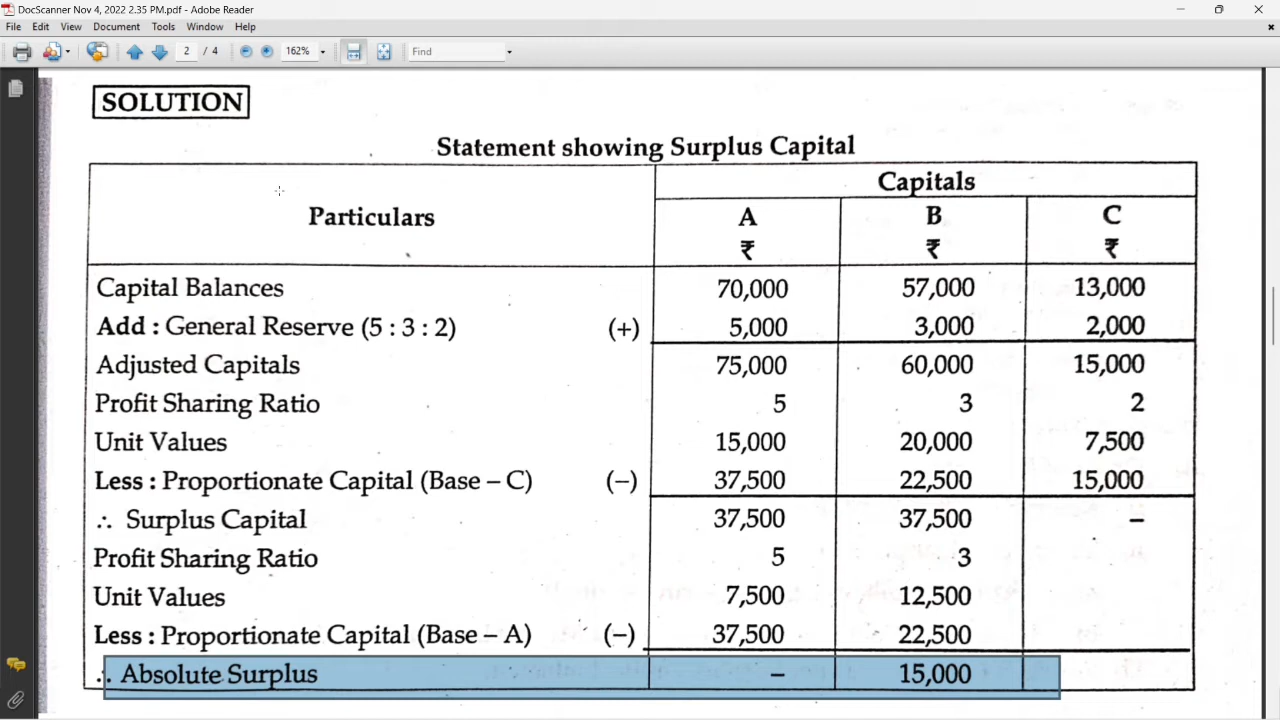 DocScanner Nov 4, 2022 2.35 PM.pdf - Adobe Reader
File Edit View Document Tools Window Help
2 / 4 162% Find
SOLUTION
Statement showing Surplus Capital
Particulars Capitals
A B C
₹ ₹ ₹
Capital Balances 70,000 57,000 13,000
Add : General Reserve (5 : 3 : 2) (+) 5,000 3,000 2,000
Adjusted Capitals 75,000 60,000 15,000
Profit Sharing Ratio 5 3 2
Unit Values 15,000 20,000 7,500
Less : Proportionate Capital (Base – C) (–) 37,500 22,500 15,000
∴ Surplus Capital 37,500 37,500 –
Profit Sharing Ratio 5 3
Unit Values 7,500 12,500
Less : Proportionate Capital (Base – A) (–) 37,500 22,500
∴ Absolute Surplus – 15,000